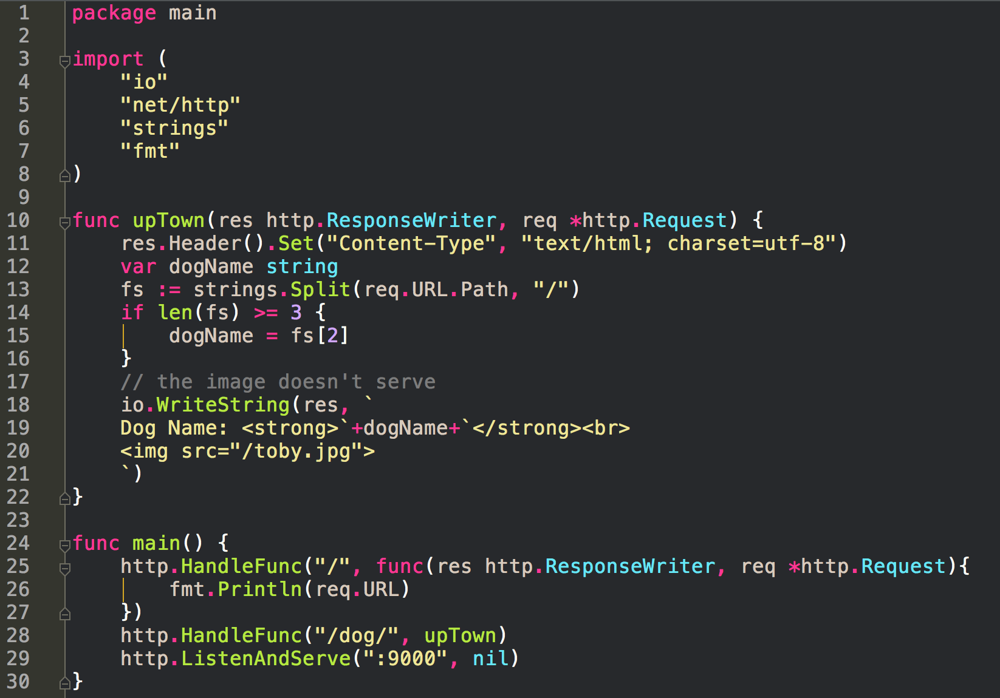 1 package main
2
3 import (
4     "io"
5     "net/http"
6     "strings"
7     "fmt"
8 )
9
10 func upTown(res http.ResponseWriter, req *http.Request) {
11     res.Header().Set("Content-Type", "text/html; charset=utf-8")
12     var dogName string
13     fs := strings.Split(req.URL.Path, "/")
14     if len(fs) >= 3 {
15         dogName = fs[2]
16     }
17     // the image doesn't serve
18     io.WriteString(res, `
19     Dog Name: <strong>`+dogName+`</strong><br>
20     <img src="/toby.jpg">
21     `)
22 }
23
24 func main() {
25     http.HandleFunc("/", func(res http.ResponseWriter, req *http.Request){
26         fmt.Println(req.URL)
27     })
28     http.HandleFunc("/dog/", upTown)
29     http.ListenAndServe(":9000", nil)
30 }